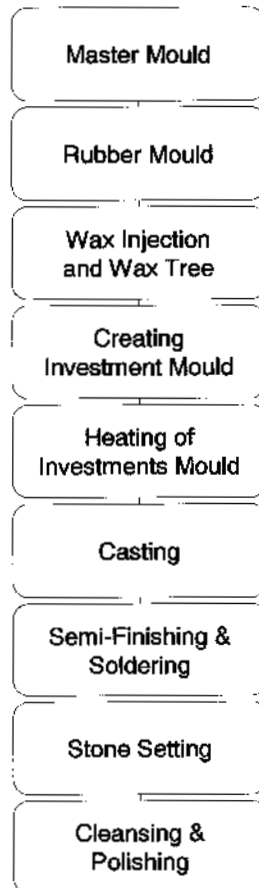 Master Mould
Rubber Mould
Wax Injection
and Wax Tree
Creating
Investment Mould
Heating of
Investments Mould
Casting
Semi-Finishing &
Soldering
Stone Setting
Cleansing &
Polishing